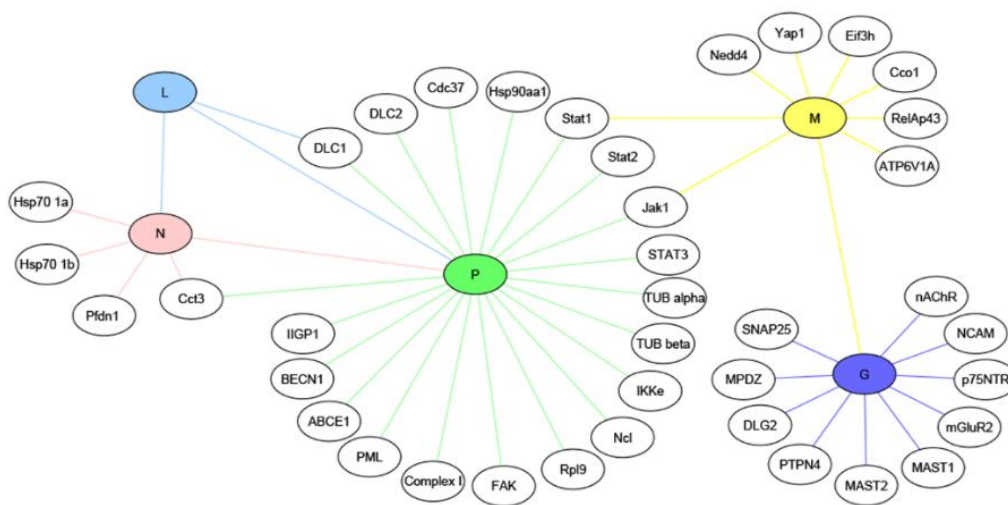 Yap1
Eif3h
Nedd4
Cco1
L
Cdc37
Hsp90aa1
DLC2
Stat1
M
RelAp43
DLC1
Stat2
ATP6V1A
Hsp70 1a
Jak1
N
Hsp70 1b
STAT3
P
Cct3
TUB alpha
nAChR
Pfdn1
SNAP25
IIGP1
TUB beta
NCAM
BECN1
IKKe
MPDZ
G
p75NTR
ABCE1
DLG2
mGluR2
Ncl
PML
Rpl9
PTPN4
MAST1
Complex I
FAK
MAST2